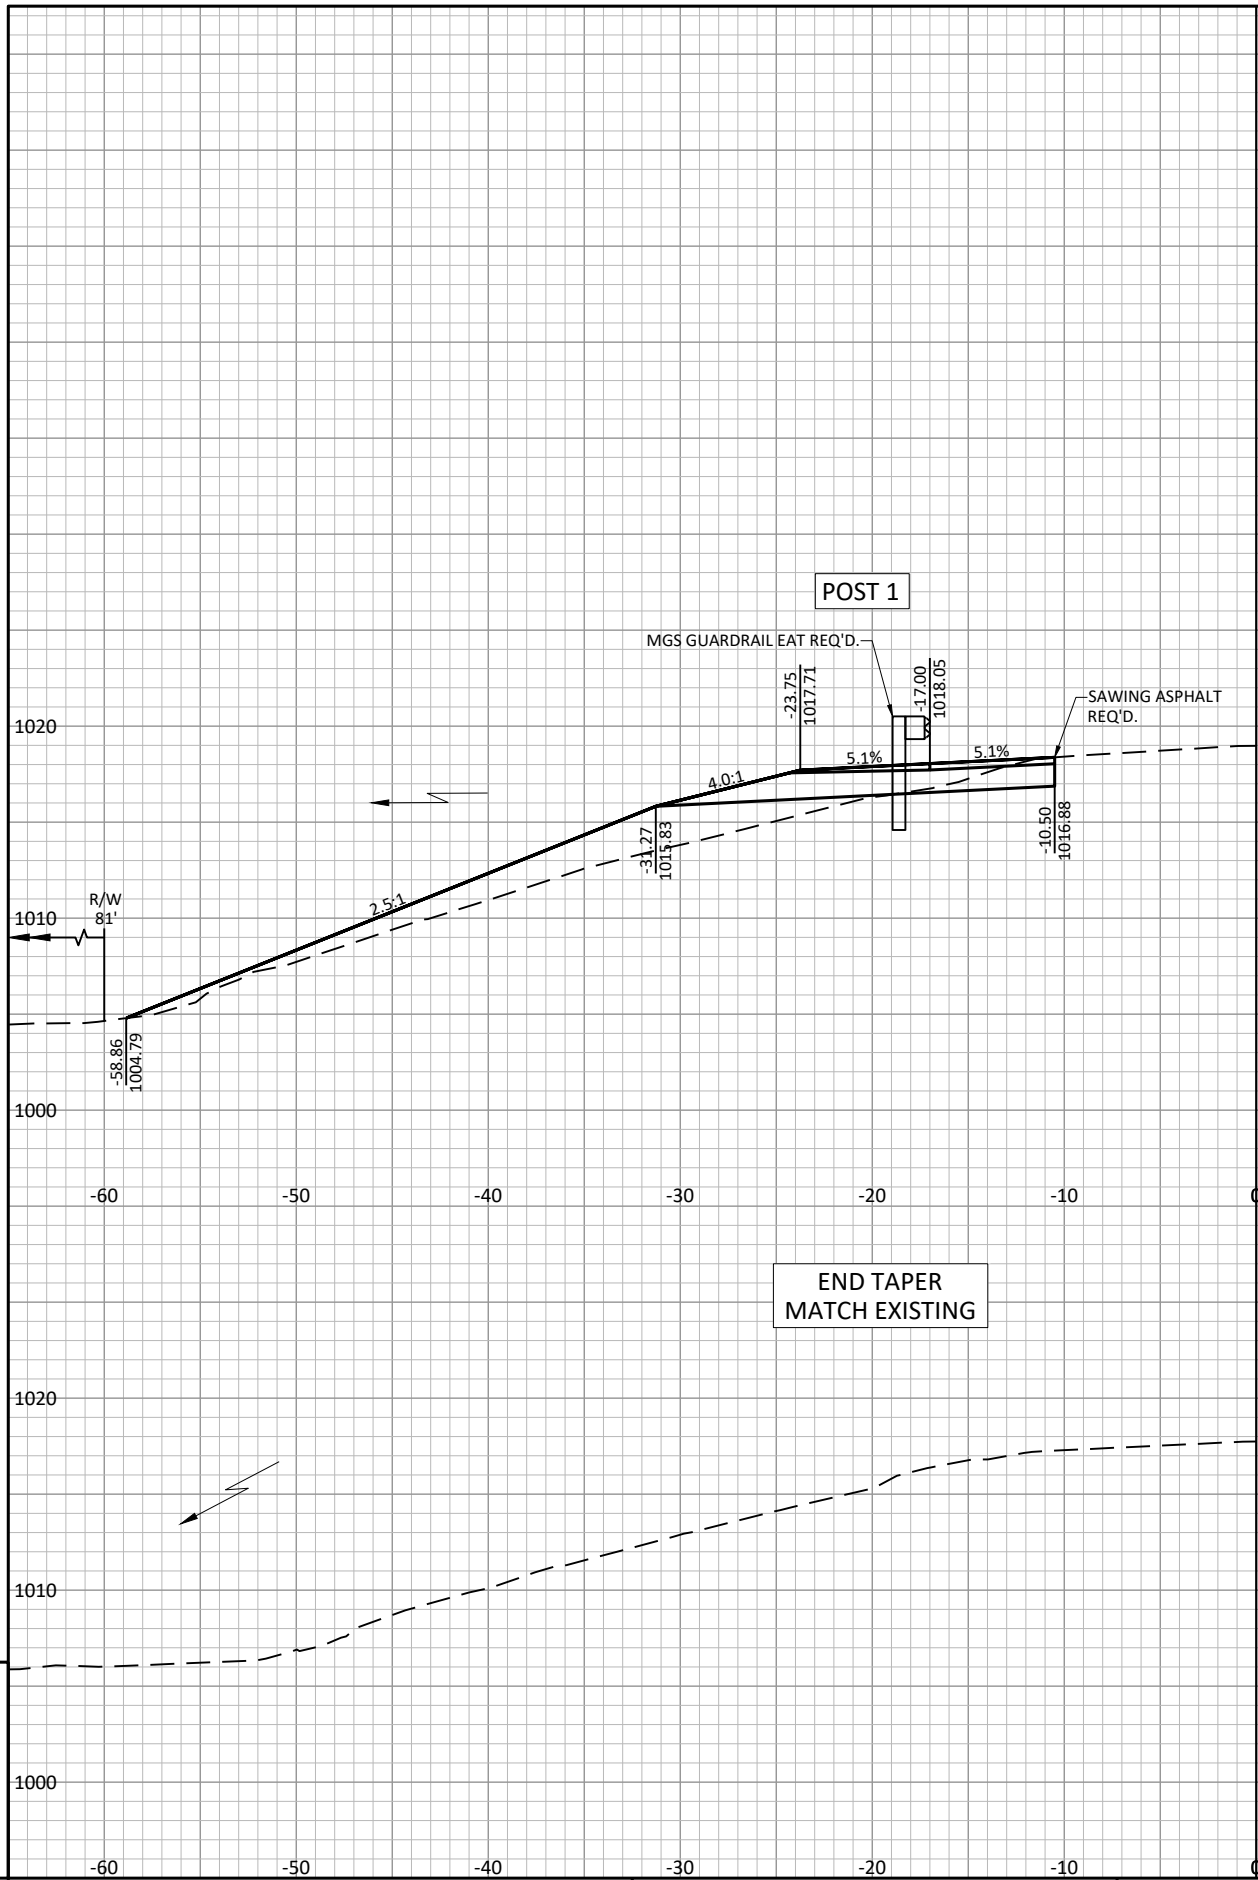 POST 1
MGS GUARDRAIL EAT REQ'D.
-23.75
1017.71
-17.00
1018.05
SAWING ASPHALT
REQ'D.
1020
5.1%
5.1%
4.0:1
-31.27
1015.83
-10.50
1016.88
2.5:1
R/W
81'
1010
-58.86
1004.79
1000
-60 -50 -40 -30 -20 -10 0
END TAPER
MATCH EXISTING
1020
1010
1000
-60 -50 -40 -30 -20 -10 0